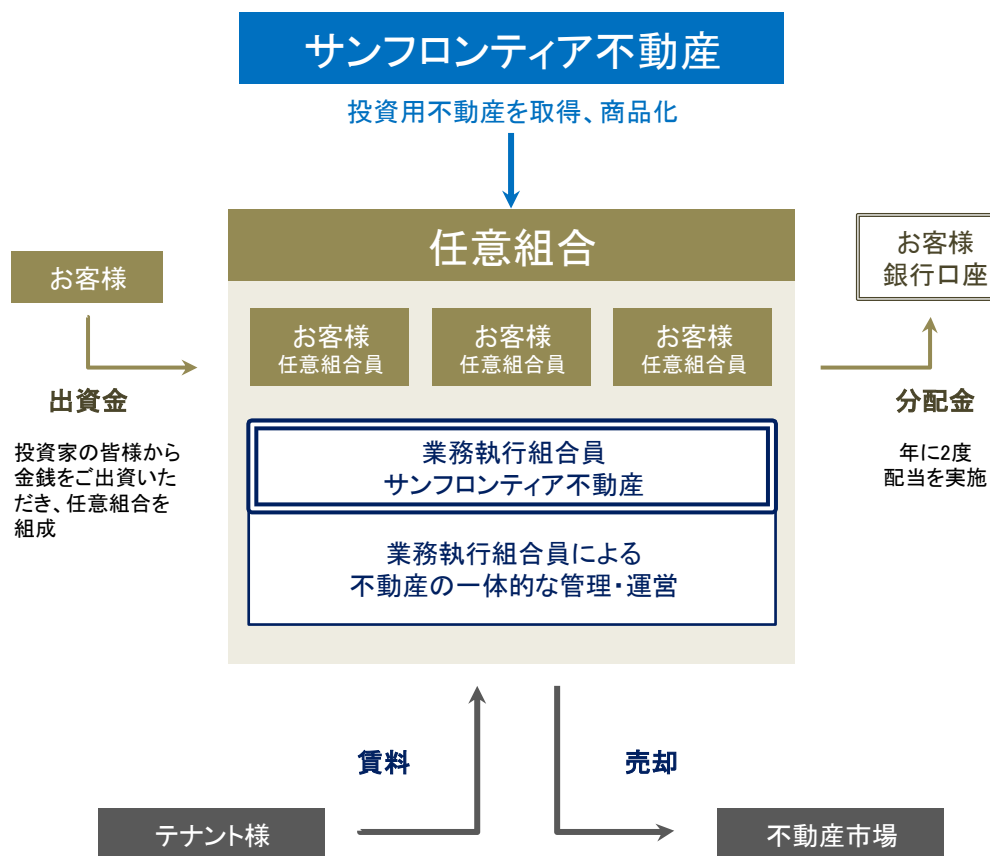 サンフロンティア不動産
投資用不動産を取得、商品化
任意組合
お客様
お客様
銀行口座
お客様
任意組合員
お客様
任意組合員
お客様
任意組合員
出資金
投資家の皆様から
金銭をご出資いた
だき、任意組合を
組成
分配金
年に2度
配当を実施
業務執行組合員
サンフロンティア不動産
業務執行組合員による
不動産の一体的な管理・運営
賃料
売却
テナント様
不動産市場